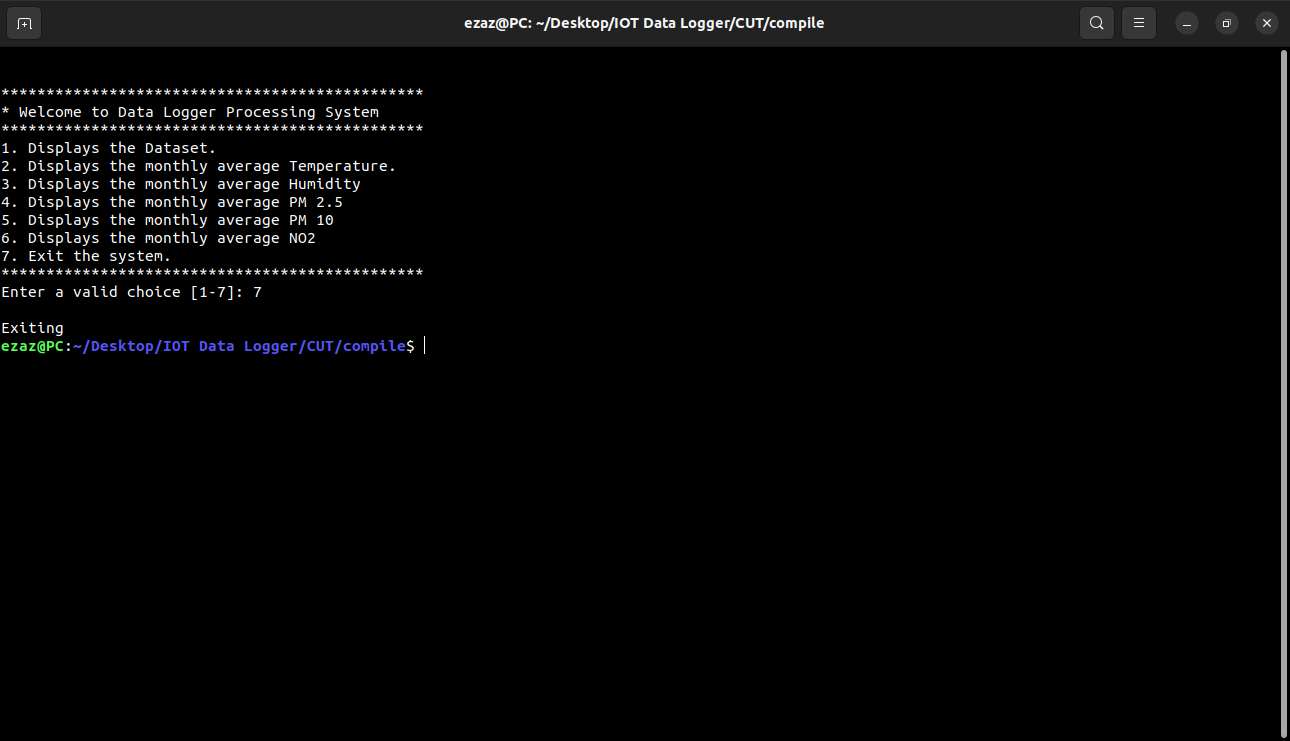 ezaz@PC: ~/Desktop/IOT Data Logger/CUT/compile
***********************************************
* Welcome to Data Logger Processing System
***********************************************
1. Displays the Dataset.
2. Displays the monthly average Temperature.
3. Displays the monthly average Humidity
4. Displays the monthly average PM 2.5
5. Displays the monthly average PM 10
6. Displays the monthly average NO2
7. Exit the system.
***********************************************
Enter a valid choice [1-7]: 7
Exiting
ezaz@PC:~/Desktop/IOT Data Logger/CUT/compile$